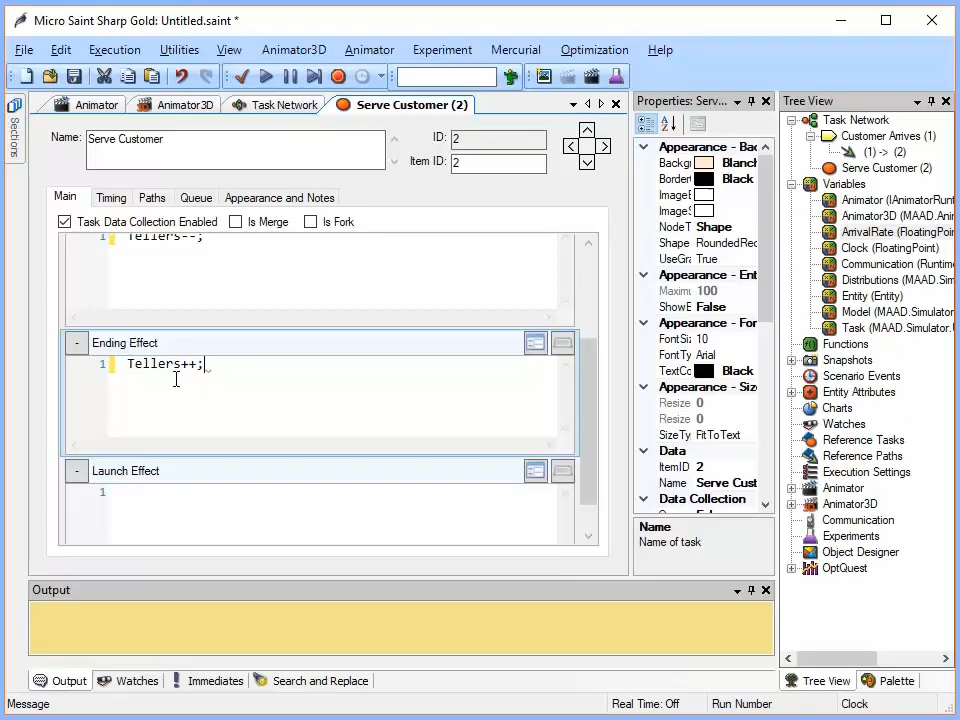 Micro Saint Sharp Gold: Untitled.saint *
File Edit Execution Utilities View Animator3D Animator Experiment Mercurial Optimization Help
Animator Animator3D Task Network Serve Customer (2)
Name: Serve Customer
ID: 2
Item ID: 2
Main Timing Paths Queue Appearance and Notes
Task Data Collection Enabled Is Merge Is Fork
1 Tellers--;
- Ending Effect
1 Tellers++;
- Launch Effect
1
Sections
Properties: Serv...
Appearance - Bac
Backgr Blanch
Border Black
ImageB
ImageS
NodeT Shape
Shape RoundedRec
UseGra True
Appearance - Ent
Maximu 100
ShowE False
Appearance - For
FontSiz 10
FontTy Arial
TextCo Black
Appearance - Size
Resize 0
Resize 0
SizeTy FitToText
Data
ItemID 2
Name Serve Cust
Data Collection
Name
Name of task
Tree View
Task Network
Customer Arrives (1)
(1) -> (2)
Serve Customer (2)
Variables
Animator (IAnimatorRunt
Animator3D (MAAD.Anim
ArrivalRate (FloatingPoin
Clock (FloatingPoint)
Communication (Runtime
Distributions (MAAD.Sim
Entity (Entity)
Model (MAAD.Simulator
Task (MAAD.Simulator.U
Functions
Snapshots
Scenario Events
Entity Attributes
Charts
Watches
Reference Tasks
Reference Paths
Execution Settings
Animator
Animator3D
Communication
Experiments
Object Designer
OptQuest
Output
Output Watches Immediates Search and Replace
Tree View Palette
Message Real Time: Off Run Number Clock